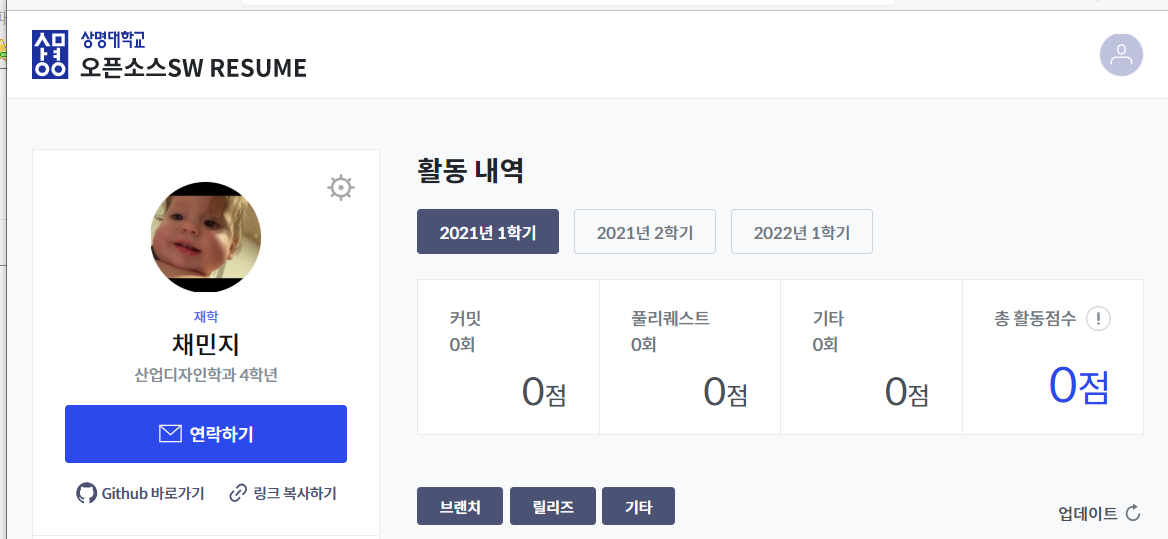 상명대학교
오픈소스SW RESUME
재학
채민지
산업디자인학과 4학년
연락하기
Github 바로가기
링크 복사하기
활동 내역
2021년 1학기
2021년 2학기
2022년 1학기
커밋
0회
0점
풀리퀘스트
0회
0점
기타
0회
0점
총 활동점수
0점
브랜치
릴리즈
기타
업데이트